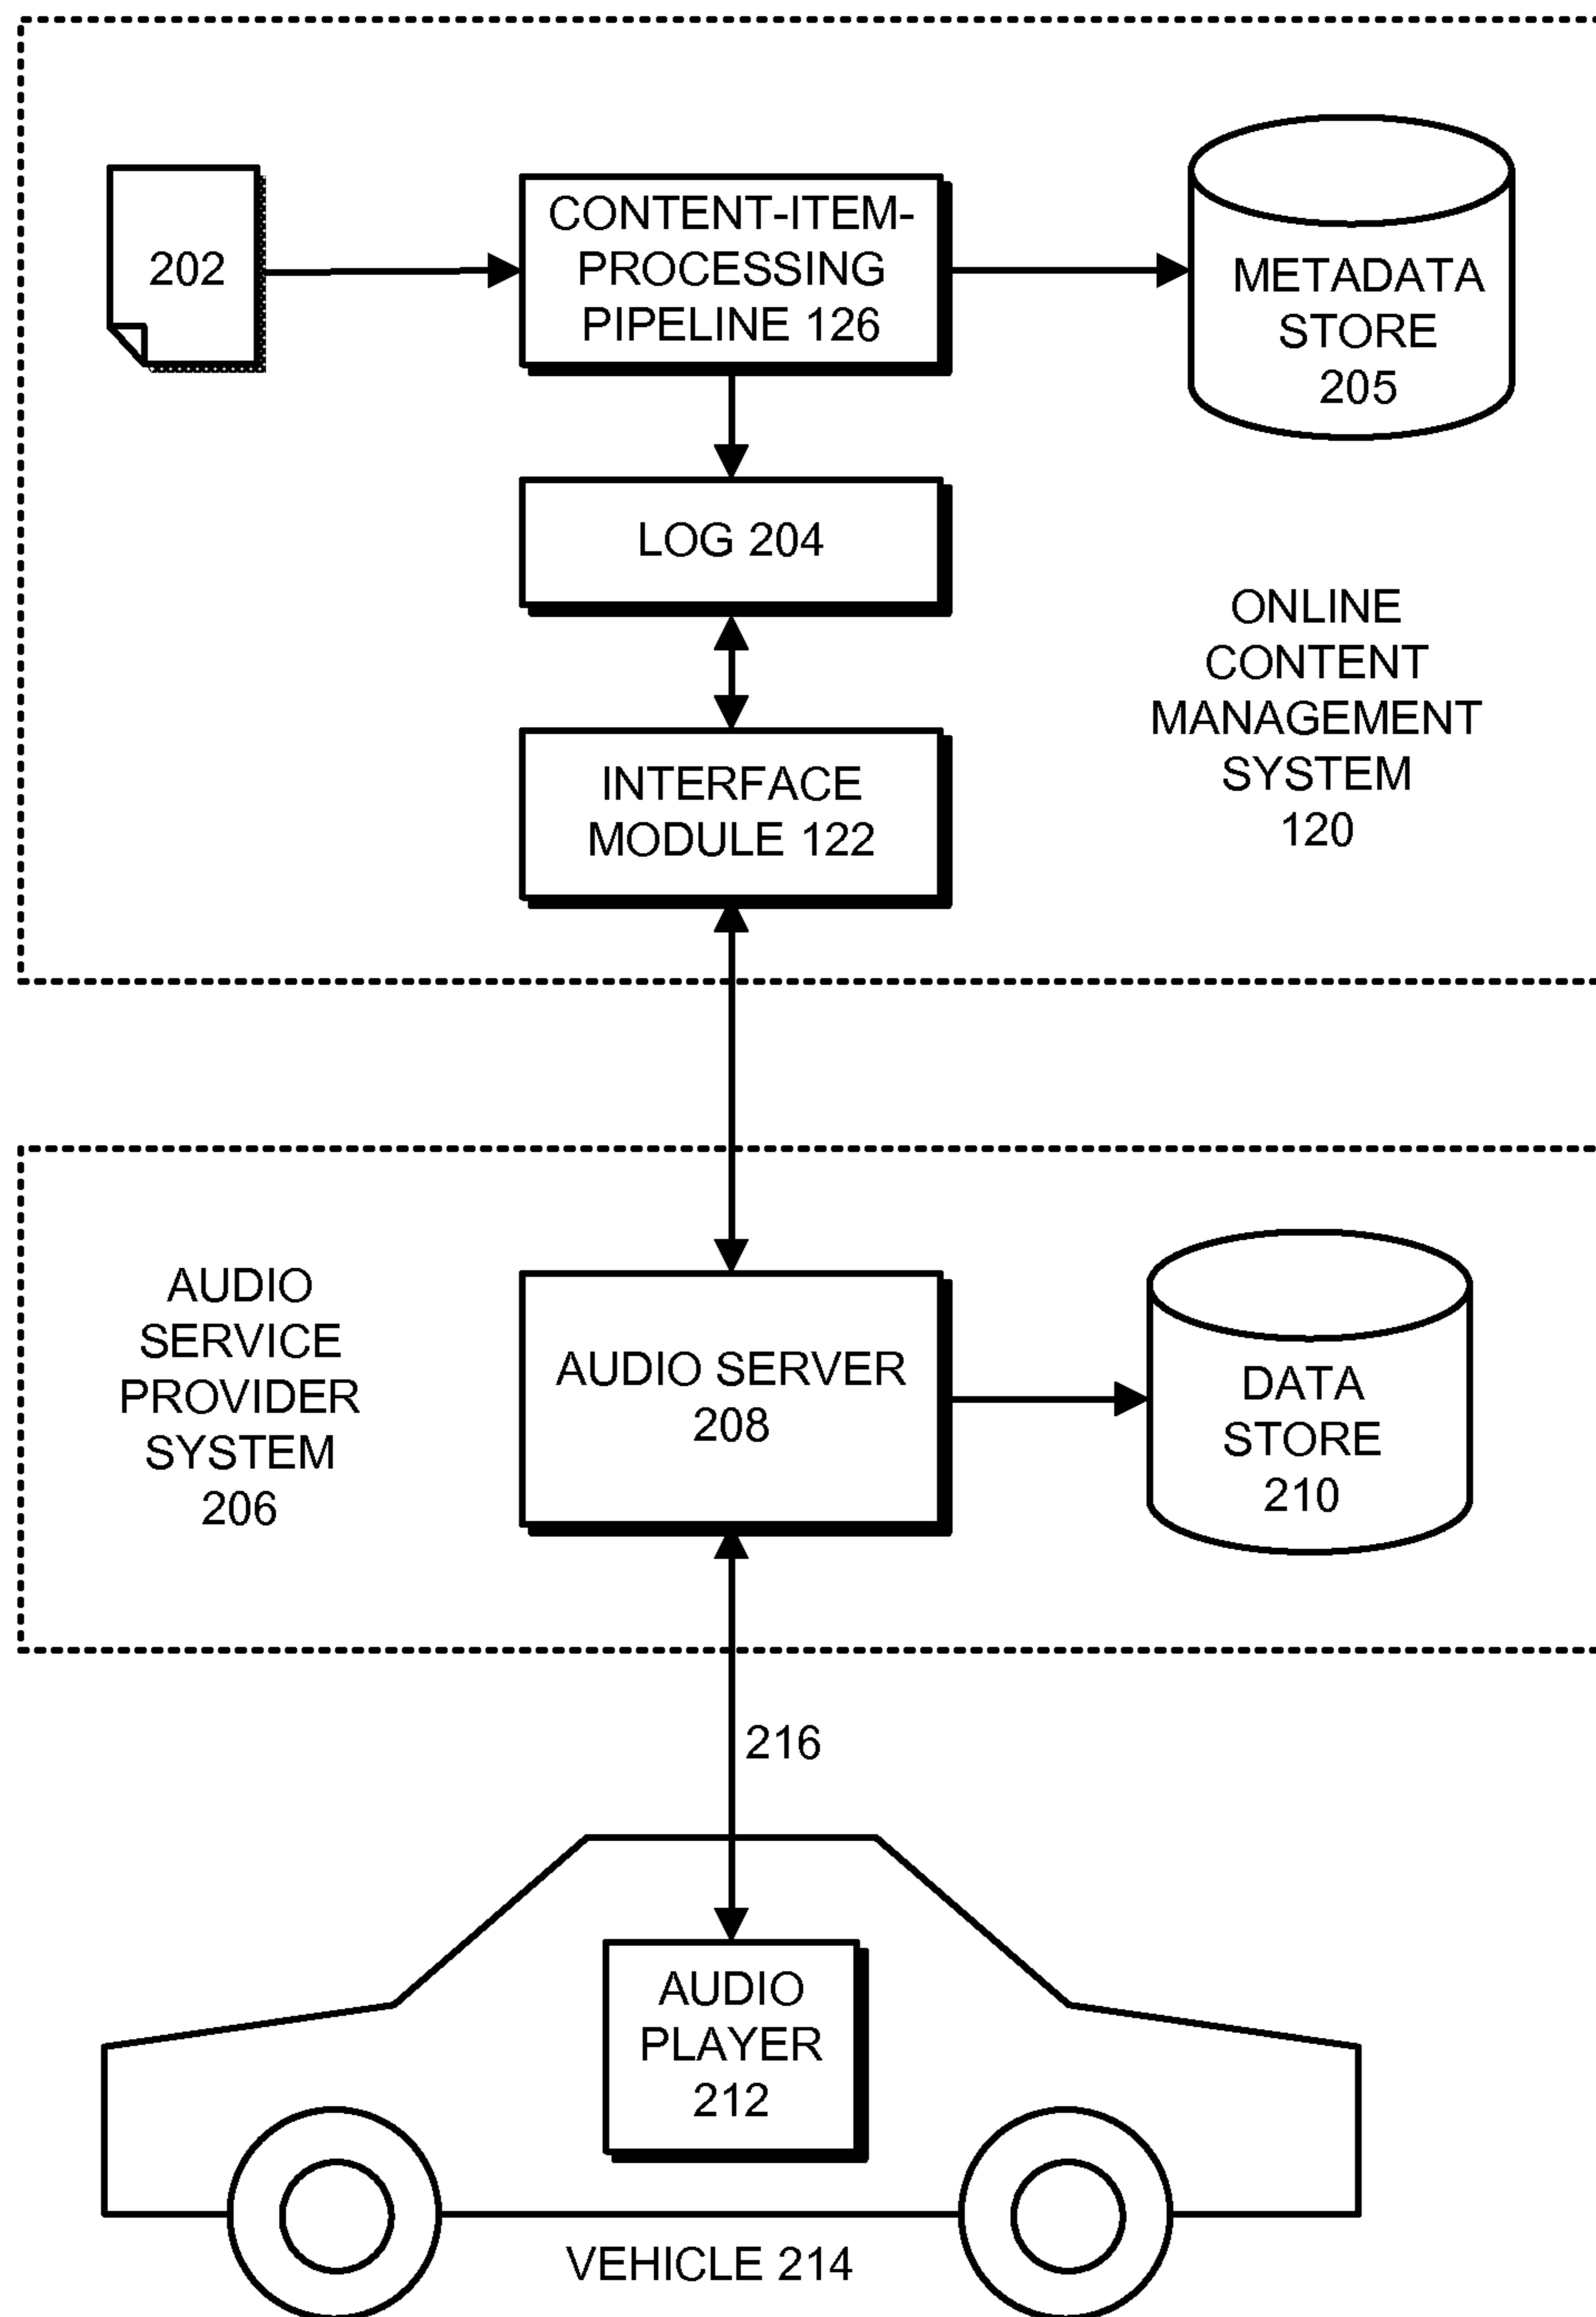 202
CONTENT-ITEM-
PROCESSING
PIPELINE 126
METADATA
STORE
205
LOG 204
ONLINE
CONTENT
MANAGEMENT
SYSTEM
120
INTERFACE
MODULE 122
AUDIO
SERVICE
PROVIDER
SYSTEM
206
AUDIO SERVER
208
DATA
STORE
210
216
AUDIO
PLAYER
212
VEHICLE 214